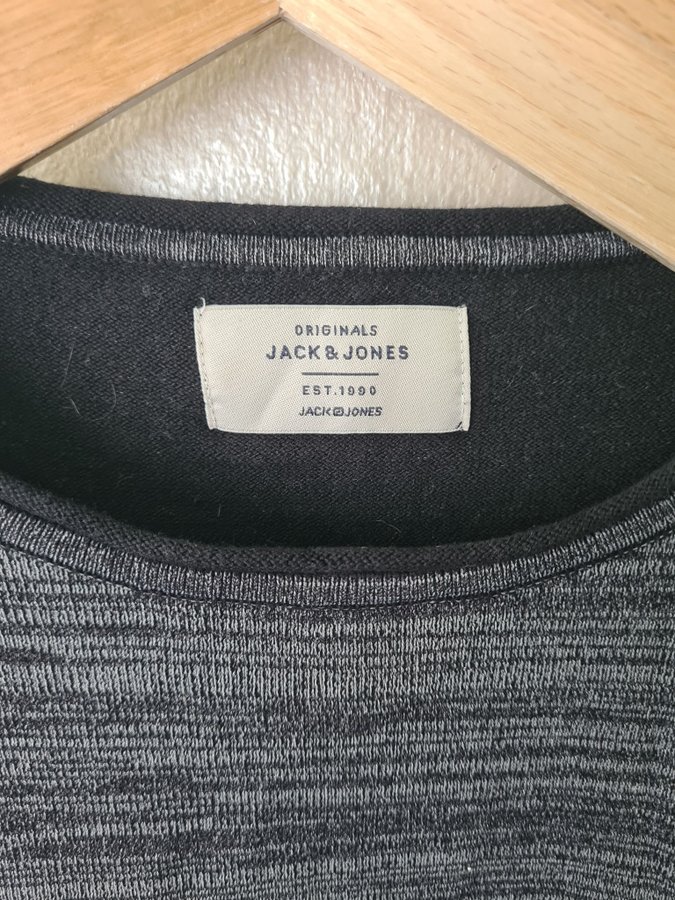 ORIGINALS
JACK & JONES
EST.1990
JACK JONES